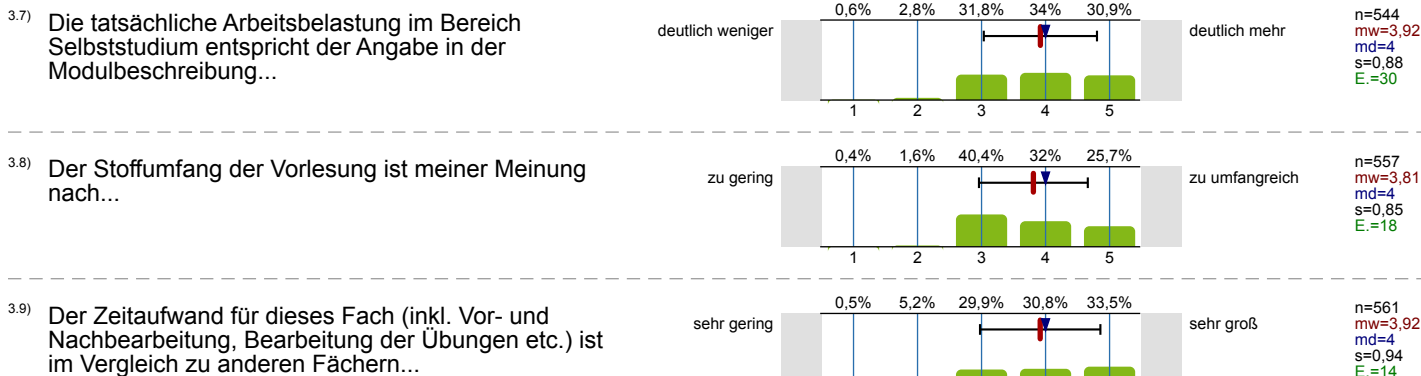 3.7) Die tatsächliche Arbeitsbelastung im Bereich
Selbststudium entspricht der Angabe in der
Modulbeschreibung...
deutlich weniger
0,6% 2,8% 31,8% 34% 30,9%
1 2 3 4 5
deutlich mehr
n=544
mw=3,92
md=4
s=0,88
E.=30
3.8) Der Stoffumfang der Vorlesung ist meiner Meinung
nach...
zu gering
0,4% 1,6% 40,4% 32% 25,7%
1 2 3 4 5
zu umfangreich
n=557
mw=3,81
md=4
s=0,85
E.=18
3.9) Der Zeitaufwand für dieses Fach (inkl. Vor- und
Nachbearbeitung, Bearbeitung der Übungen etc.) ist
im Vergleich zu anderen Fächern...
sehr gering
0,5% 5,2% 29,9% 30,8% 33,5%
sehr groß
n=561
mw=3,92
md=4
s=0,94
E.=14